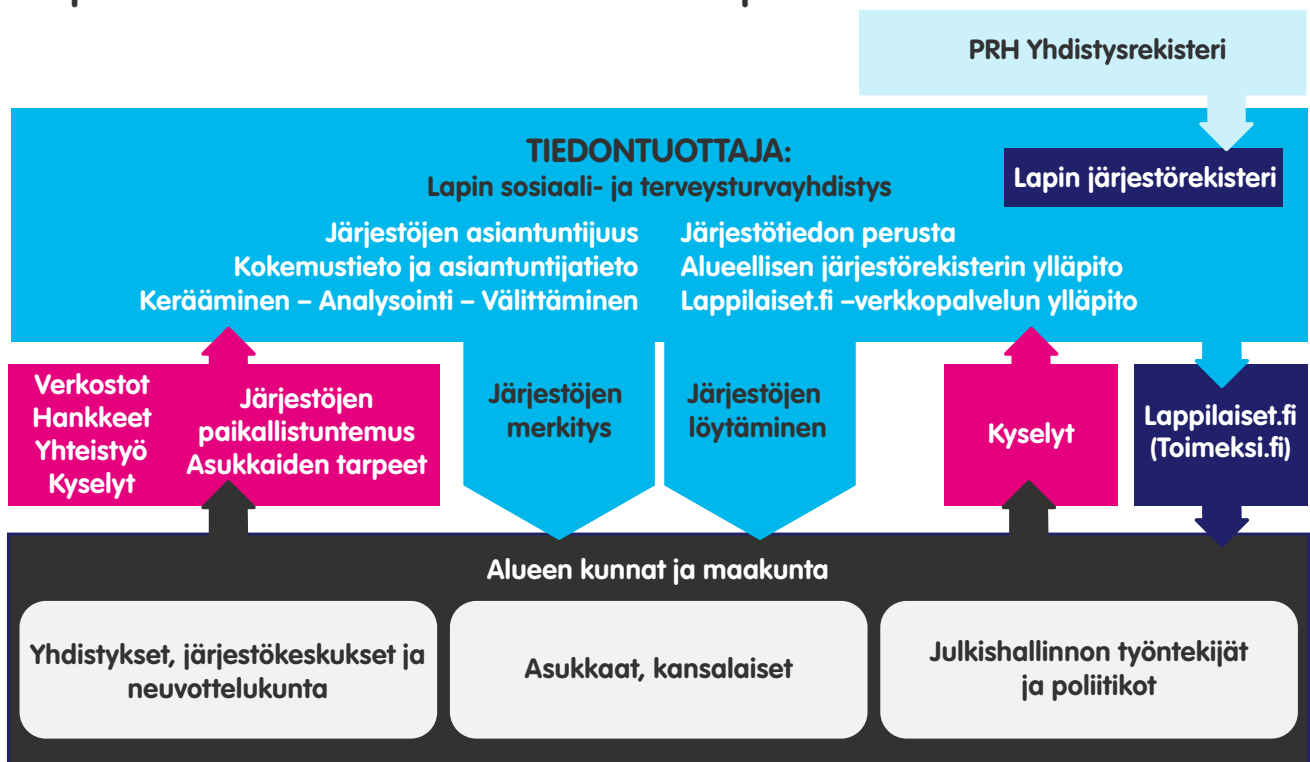 PRH Yhdistysrekisteri
TIEDONTUOTTAJA:
Lapin sosiaali- ja terveysturvayhdistys
Lapin järjestörekisteri
Järjestöjen asiantuntijuus
Kokemustieto ja asiantuntijatieto
Kerääminen – Analysointi – Välittäminen
Järjestötiedon perusta
Alueellisen järjestörekisterin ylläpito
Lappilaiset.fi –verkkopalvelun ylläpito
Verkostot
Hankkeet
Yhteistyö
Kyselyt
Järjestöjen
paikallistuntemus
Asukkaiden tarpeet
Järjestöjen
merkitys
Järjestöjen
löytäminen
Kyselyt
Lappilaiset.fi
(Toimeksi.fi)
Alueen kunnat ja maakunta
Yhdistykset, järjestökeskukset ja
neuvottelukunta
Asukkaat, kansalaiset
Julkishallinnon työntekijät
ja poliitikot